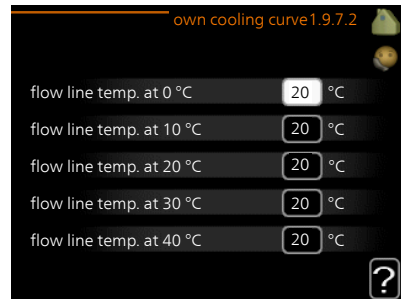 own cooling curve1.9.7.2
flow line temp. at 0 °C 20 °C
flow line temp. at 10 °C 20 °C
flow line temp. at 20 °C 20 °C
flow line temp. at 30 °C 20 °C
flow line temp. at 40 °C 20 °C
?